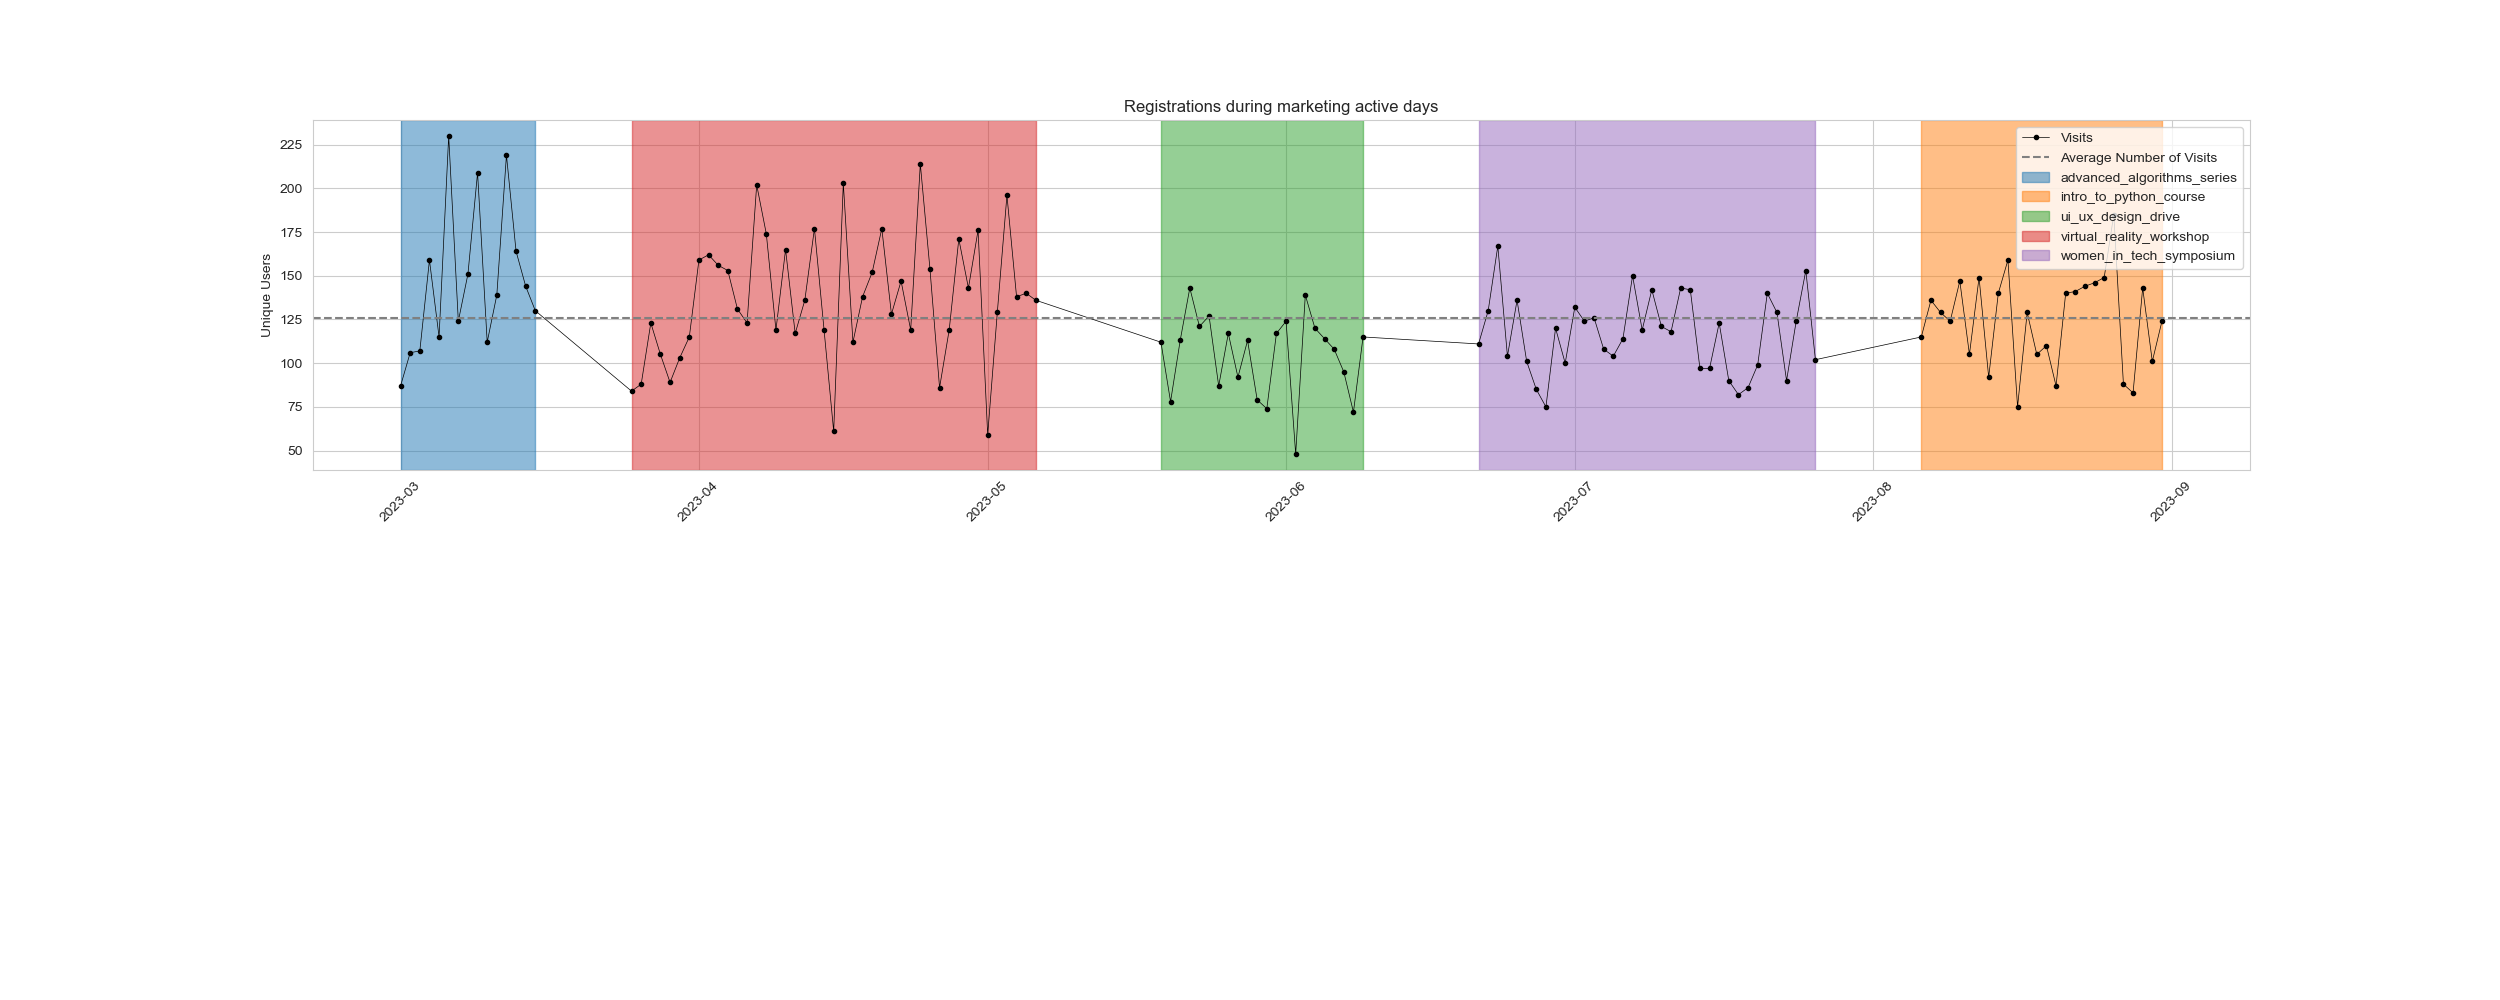 Registrations during marketing active days
Unique Users
225
200
175
150
125
100
75
50
Visits
Average Number of Visits
advanced_algorithms_series
intro_to_python_course
ui_ux_design_drive
virtual_reality_workshop
women_in_tech_symposium
2023-03
2023-04
2023-05
2023-06
2023-07
2023-08
2023-09